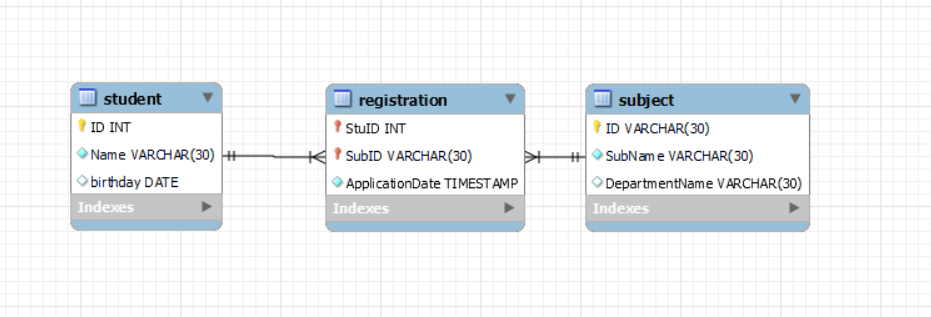 student
ID INT
Name VARCHAR(30)
birthday DATE
Indexes
registration
StuID INT
SubID VARCHAR(30)
ApplicationDate TIMESTAMP
Indexes
subject
ID VARCHAR(30)
SubName VARCHAR(30)
DepartmentName VARCHAR(30)
Indexes